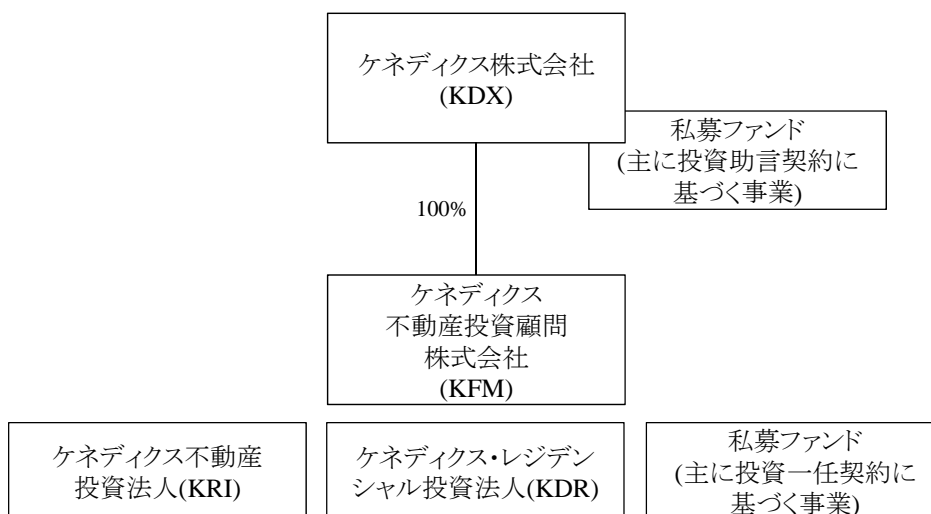 ケネディクス株式会社
(KDX)
私募ファンド
(主に投資助言契約に
基づく事業)
100%
ケネディクス
不動産投資顧問
株式会社
(KFM)
ケネディクス不動産
投資法人(KRI)
ケネディクス・レジデン
シャル投資法人(KDR)
私募ファンド
(主に投資一任契約に
基づく事業)